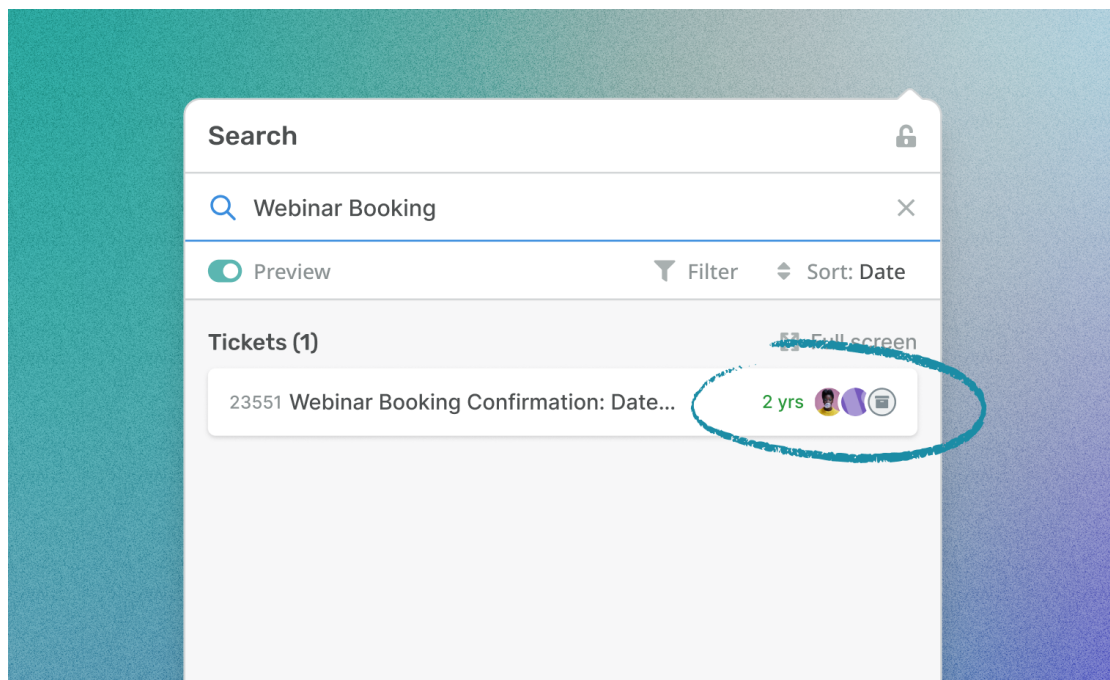 Search
Webinar Booking
Preview Filter Sort: Date
Tickets (1) Full screen
23551 Webinar Booking Confirmation: Date... 2 yrs